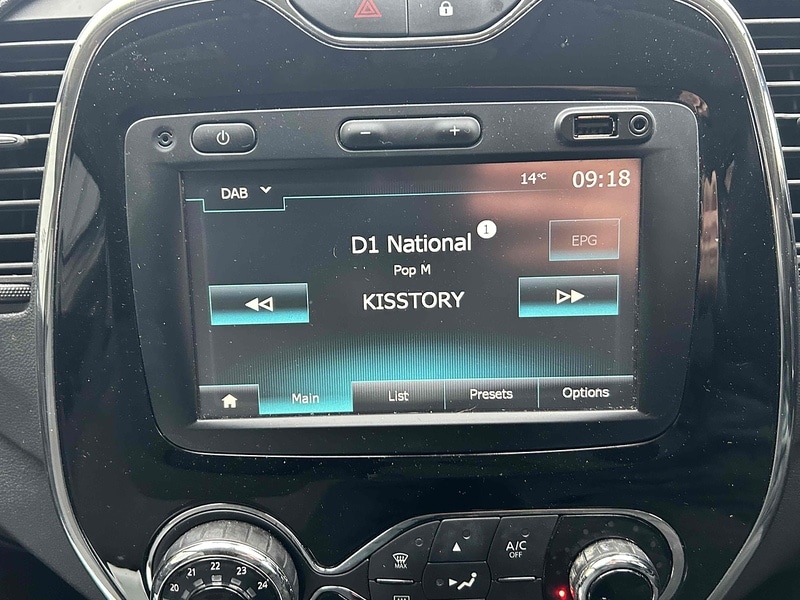 DAB 14°C 09:18
D1 National 1 EPG
Pop M
KISSTORY
Main List Presets Options
MAX A/C OFF
20 21 22 23 24